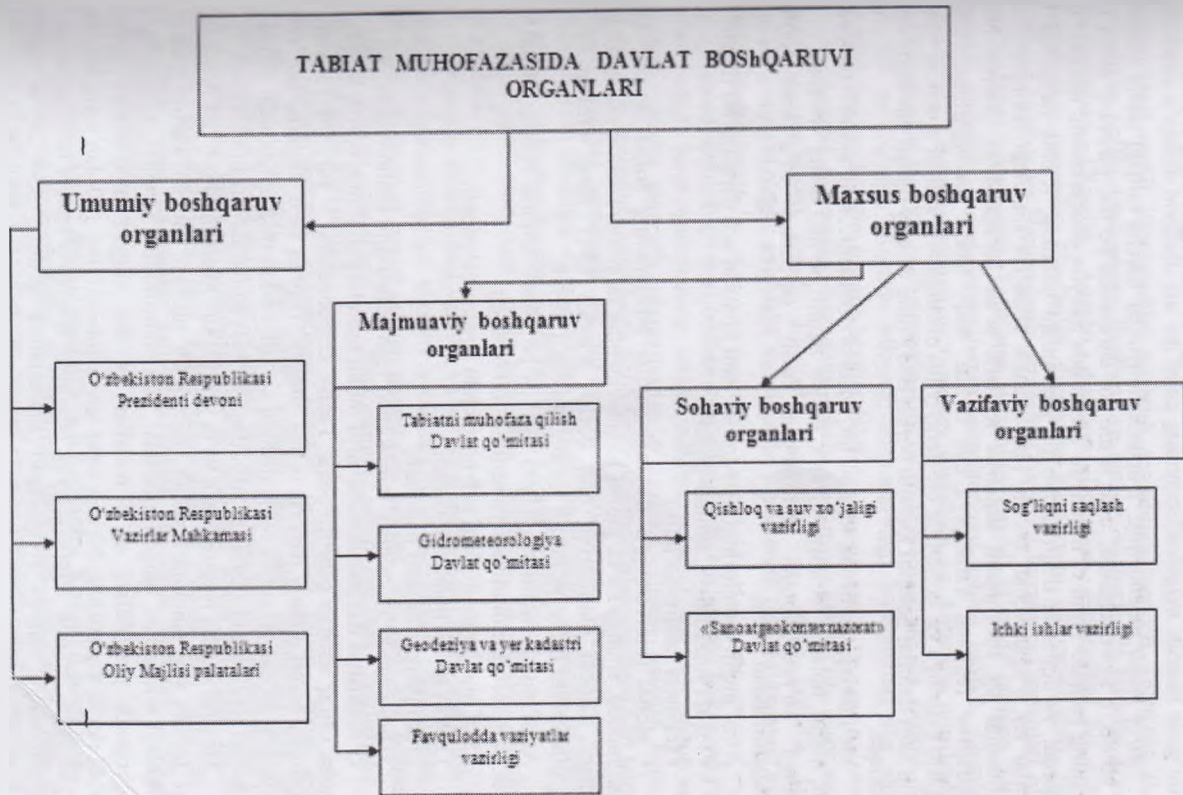 TABIAT MUHOFAZASIDA DAVLAT BOShQARUVI
ORGANLARI
Umumiy boshqaruv
organlari
Maxsus boshqaruv
organlari
Majmuaviy boshqaruv
organlari
Sohaviy boshqaruv
organlari
Vazifaviy boshqaruv
organlari
O'zbekiston Respublikasi
Prezidenti devoni
O'zbekiston Respublikasi
Vazirlar Mahkamasi
O'zbekiston Respublikasi
Oliy Majlisi palatalari
Tabiatni muhofaza qilish
Davlat qo'mitasi
Gidrometeorologiya
Davlat qo'mitasi
Geodeziya va yer kadastri
Davlat qo'mitasi
Favqulodda vaziyatlar
vazirligi
Qishloq va suv xo'jaligi
vazirligi
«Sanoatgeokontexnazorat»
Davlat qo'mitasi
Sog'liqni saqlash
vazirligi
Ichki ishlar vazirligi